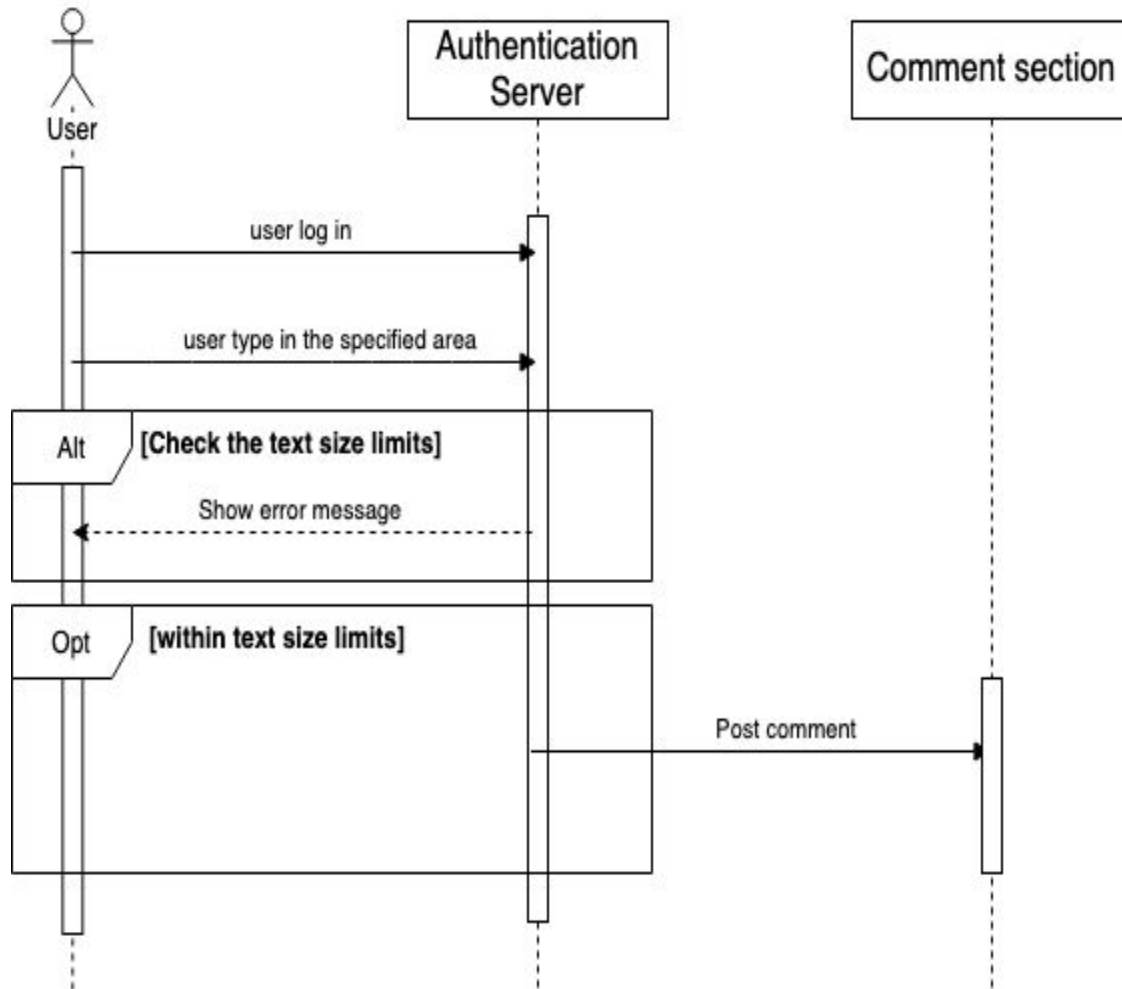 Authentication
Server
Comment section
User
user log in
user type in the specified area
Alt
[Check the text size limits]
Show error message
Opt
[within text size limits]
Post comment